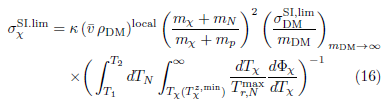 σ_χ^{SI.lim} = κ (v̄ ρ_DM)^{local} ( (m_χ + m_N) / (m_χ + m_p) )^2 ( σ_DM^{SI,lim} / m_DM )_{m_DM→∞}
× ( ∫_{T_1}^{T_2} dT_N ∫_{T_χ(T_χ^{z,min})}^{∞} (dT_χ / T_{r,N}^{max}) (dΦ_χ / dT_χ) )^{-1} (16)